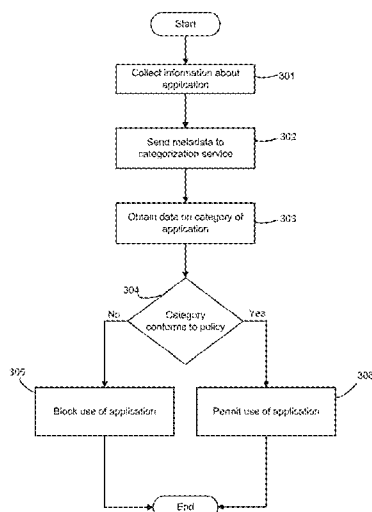 Start
Collect information about
application
301
Send metadata to
categorization service
302
Obtain data on category of
application
303
304
Category
conforms to policy
No
Yes
305
Block use of application
Permit use of application
306
End